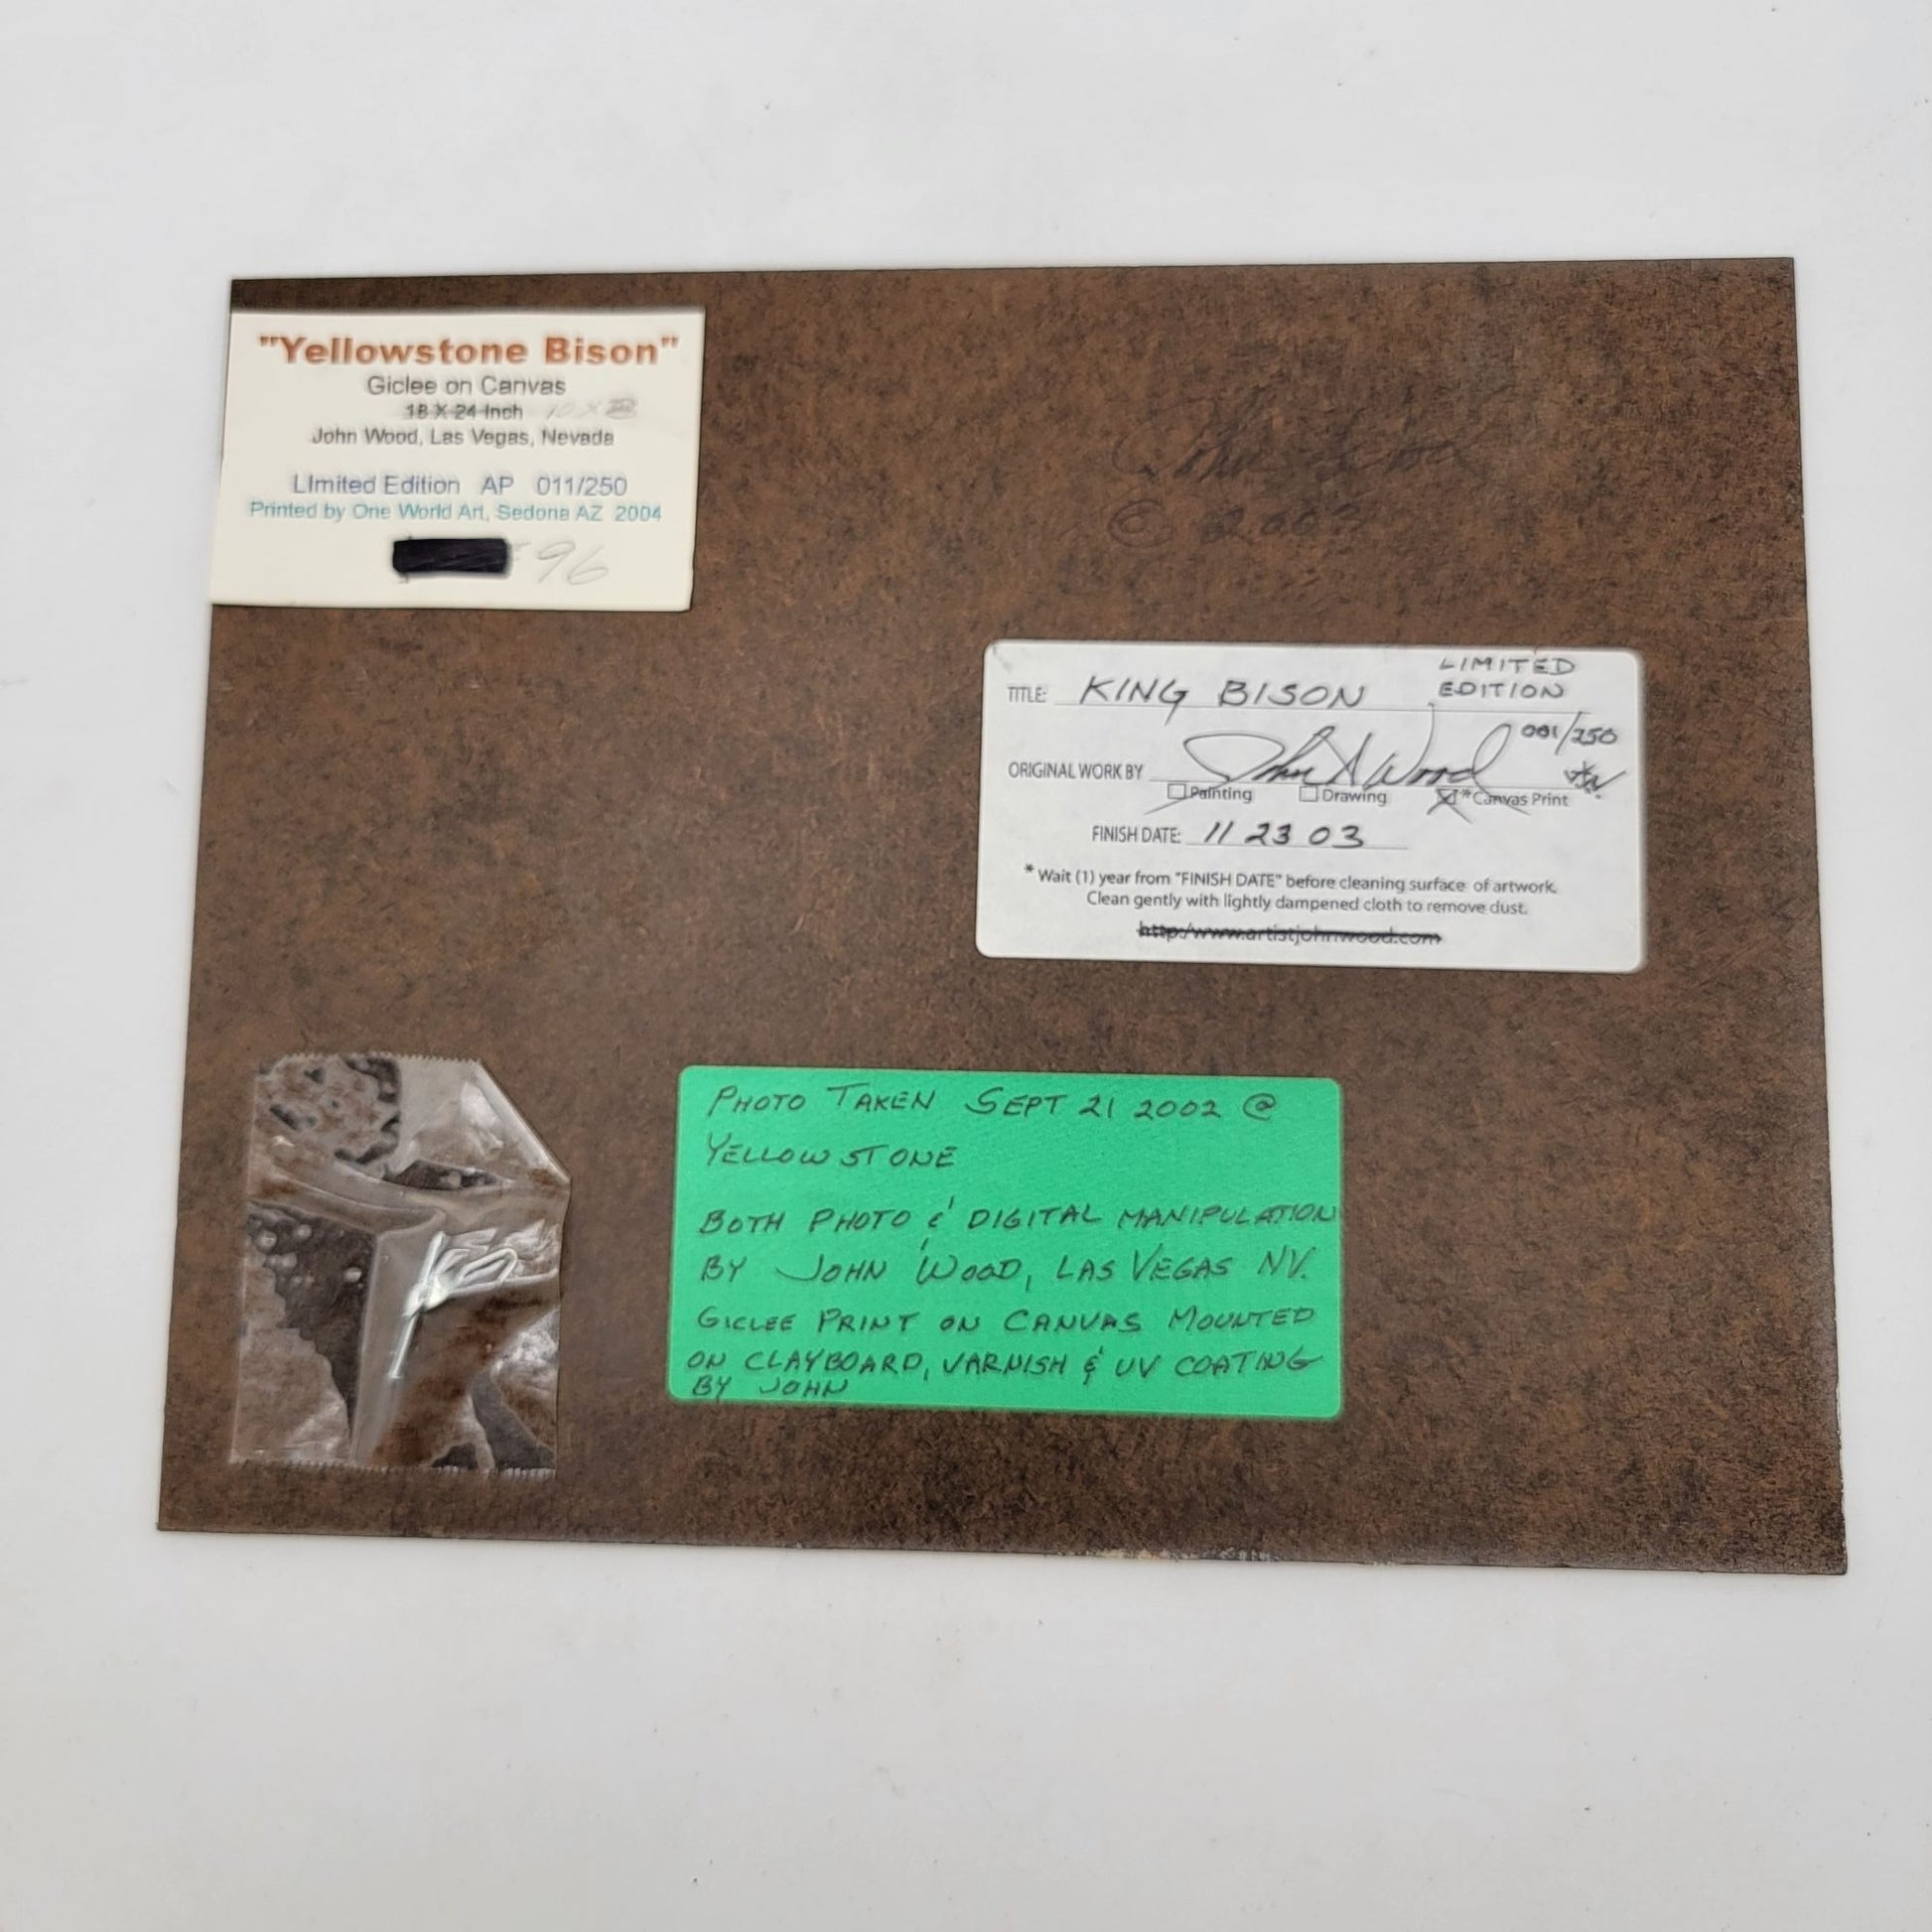 "Yellowstone Bison"
Giclee on Canvas
18 X 24 Inch 10 X
John Wood, Las Vegas, Nevada
LImited Edition AP 011/250
Printed by One World Art, Sedona AZ 2004
96
John Wood
© 2003
LIMITED
TITLE: KING BISON EDITION
001/250
ORIGINAL WORK BY John A Wood
Painting Drawing *Canvas Print
FINISH DATE: 11 23 03
* Wait (1) year from "FINISH DATE" before cleaning surface of artwork.
Clean gently with lightly dampened cloth to remove dust.
http:/www.artistjohnwood.com
PHOTO TAKEN SEPT 21 2002 @
YELLOWSTONE
BOTH PHOTO & DIGITAL MANIPULATION
BY JOHN WOOD, LAS VEGAS NV.
GICLEE PRINT ON CANVAS MOUNTED
ON CLAYBOARD, VARNISH & UV COATING
BY JOHN